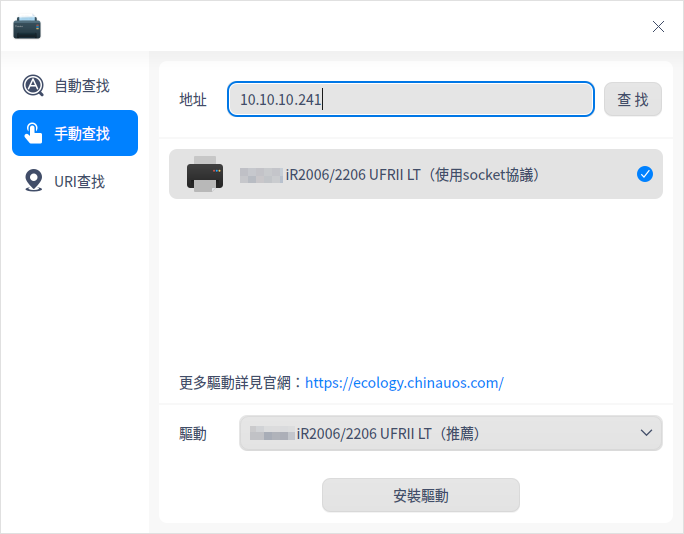 自動查找
手動查找
URI查找
地址
10.10.10.241
查 找
iR2006/2206 UFRII LT（使用socket協議）
更多驅動詳見官網：https://ecology.chinauos.com/
驅動
iR2006/2206 UFRII LT（推薦）
安裝驅動